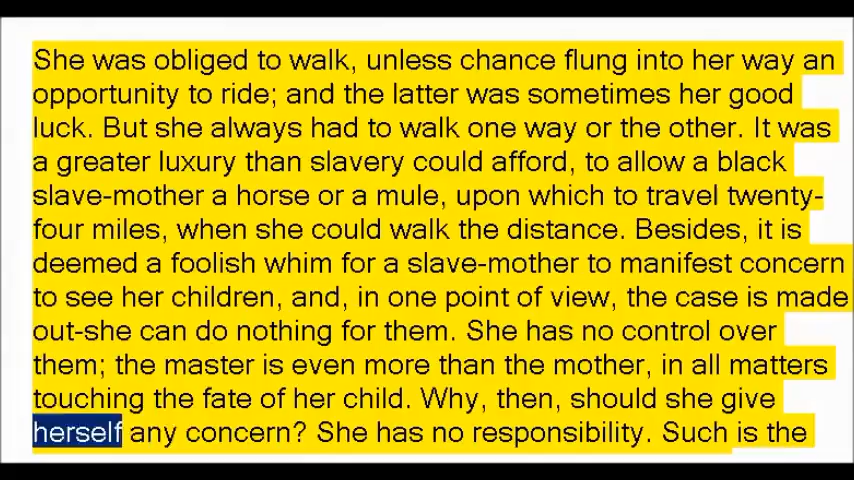 She was obliged to walk, unless chance flung into her way an
opportunity to ride; and the latter was sometimes her good
luck. But she always had to walk one way or the other. It was
a greater luxury than slavery could afford, to allow a black
slave-mother a horse or a mule, upon which to travel twenty-
four miles, when she could walk the distance. Besides, it is
deemed a foolish whim for a slave-mother to manifest concern
to see her children, and, in one point of view, the case is made
out-she can do nothing for them. She has no control over
them; the master is even more than the mother, in all matters
touching the fate of her child. Why, then, should she give
herself any concern? She has no responsibility. Such is the